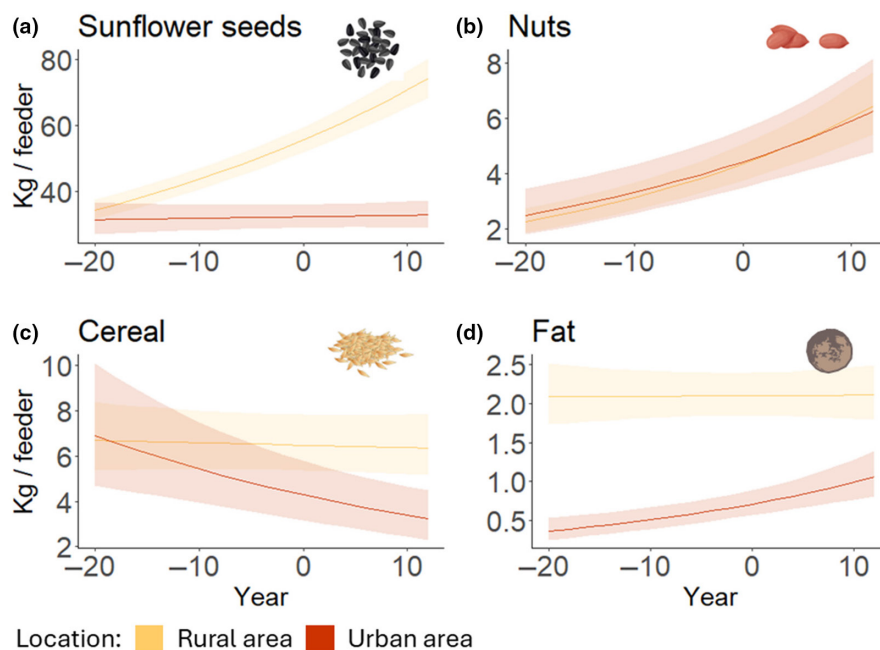 (a) Sunflower seeds
80
60
40
Kg / feeder
−20 −10 0 10
(b) Nuts
8
6
4
2
−20 −10 0 10
(c) Cereal
10
8
6
4
2
Kg / feeder
−20 −10 0 10
Year
(d) Fat
2.5
2.0
1.5
1.0
0.5
−20 −10 0 10
Year
Location: Rural area Urban area